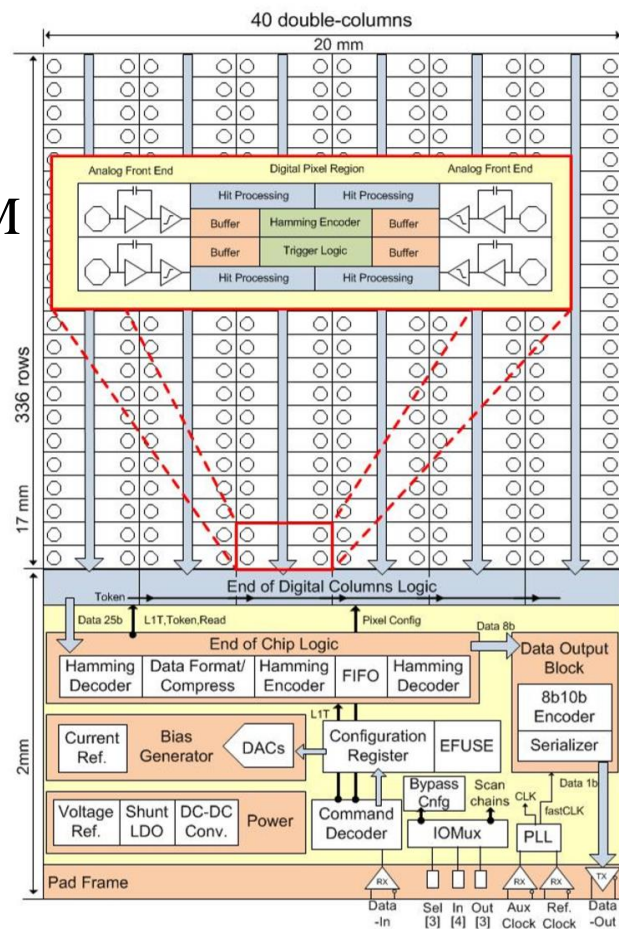 40 double-columns
20 mm
M
Analog Front End
Digital Pixel Region
Analog Front End
Hit Processing
Hit Processing
Buffer
Hamming Encoder
Buffer
Buffer
Trigger Logic
Buffer
Hit Processing
Hit Processing
336 rows
17 mm
2mm
End of Digital Columns Logic
Token
Data 25b
L1T,Token,Read
Pixel Config
Data 8b
End of Chip Logic
Hamming
Decoder
Data Format/
Compress
Hamming
Encoder
FIFO
Hamming
Decoder
Data Output
Block
8b10b
Encoder
Serializer
L1T
Current
Ref.
Bias
Generator
DACs
Configuration
Register
EFUSE
Data 1b
Voltage
Ref.
Shunt
LDO
DC-DC
Conv.
Power
Command
Decoder
Bypass
Cnfg
Scan
chains
IOMux
CLK
fastCLK
PLL
Pad Frame
RX
RX
RX
TX
Data
-In
Sel
[3]
In
[4]
Out
[3]
Aux
Clock
Ref.
Clock
Data
-Out